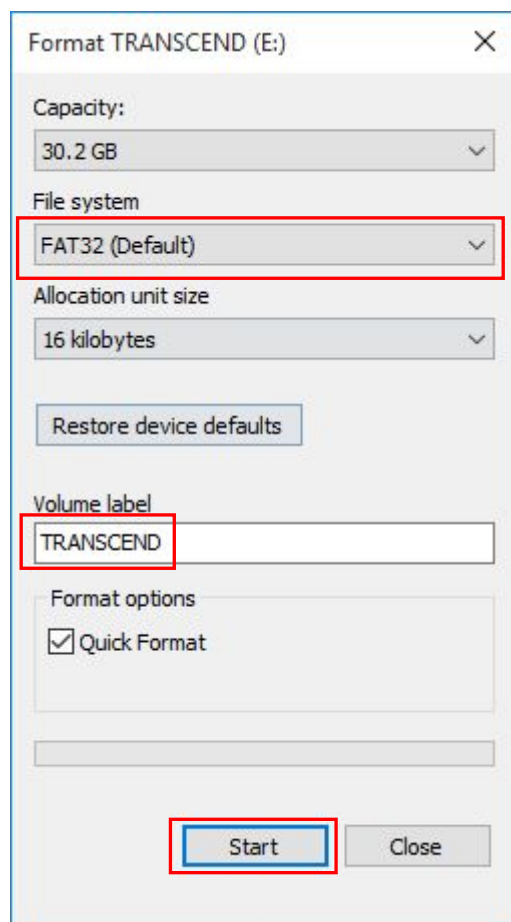 Format TRANSCEND (E:)
Capacity:
30.2 GB
File system
FAT32 (Default)
Allocation unit size
16 kilobytes
Restore device defaults
Volume label
TRANSCEND
Format options
Quick Format
Start Close